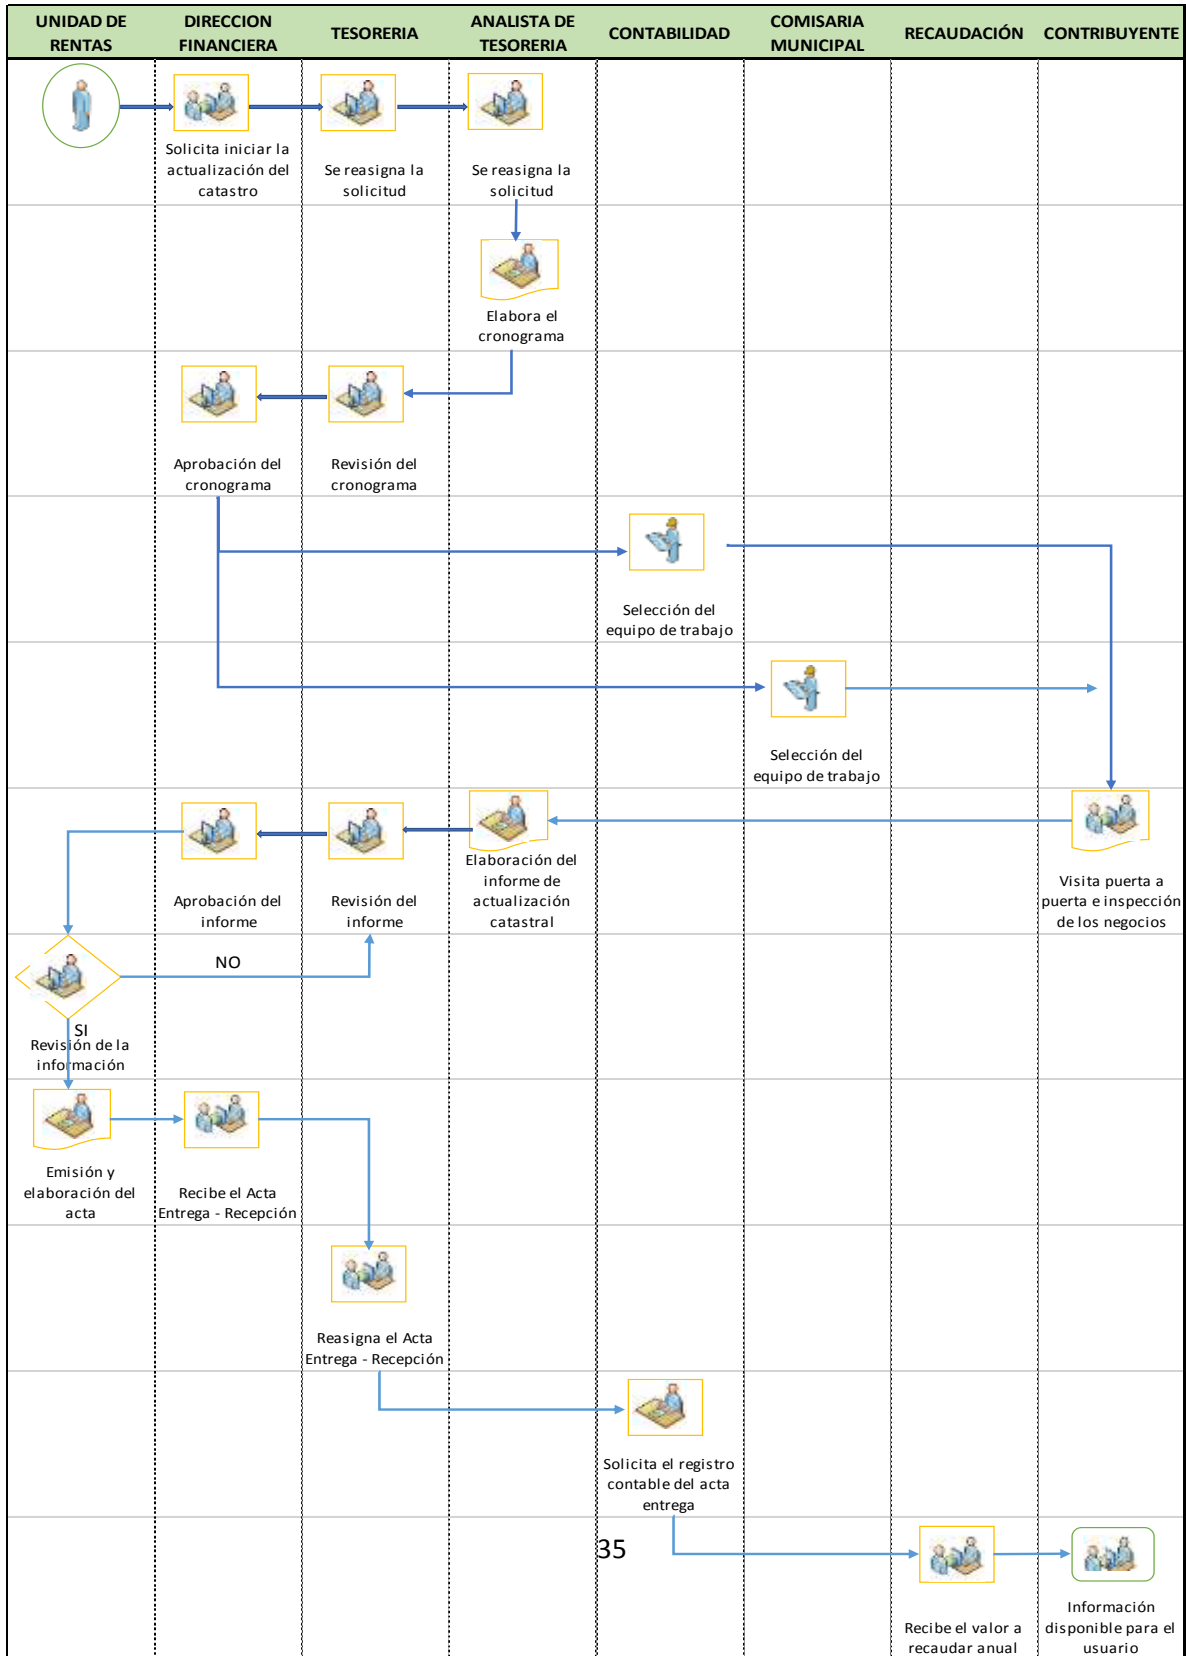 UNIDAD DE
RENTAS
DIRECCION
FINANCIERA
TESORERIA
ANALISTA DE
TESORERIA
CONTABILIDAD
COMISARIA
MUNICIPAL
RECAUDACIÓN
CONTRIBUYENTE
Solicita iniciar la
actualización del
catastro
Se reasigna la
solicitud
Se reasigna la
solicitud
Elabora el
cronograma
Aprobación del
cronograma
Revisión del
cronograma
Selección del
equipo de trabajo
Selección del
equipo de trabajo
Aprobación del
informe
Revisión del
informe
Elaboración del
informe de
actualización
catastral
Visita puerta a
puerta e inspección
de los negocios
NO
SI
Revisión de la
información
Emisión y
elaboración del
acta
Recibe el Acta
Entrega - Recepción
Reasigna el Acta
Entrega - Recepción
Solicita el registro
contable del acta
entrega
35
Recibe el valor a
recaudar anual
Información
disponible para el
usuario